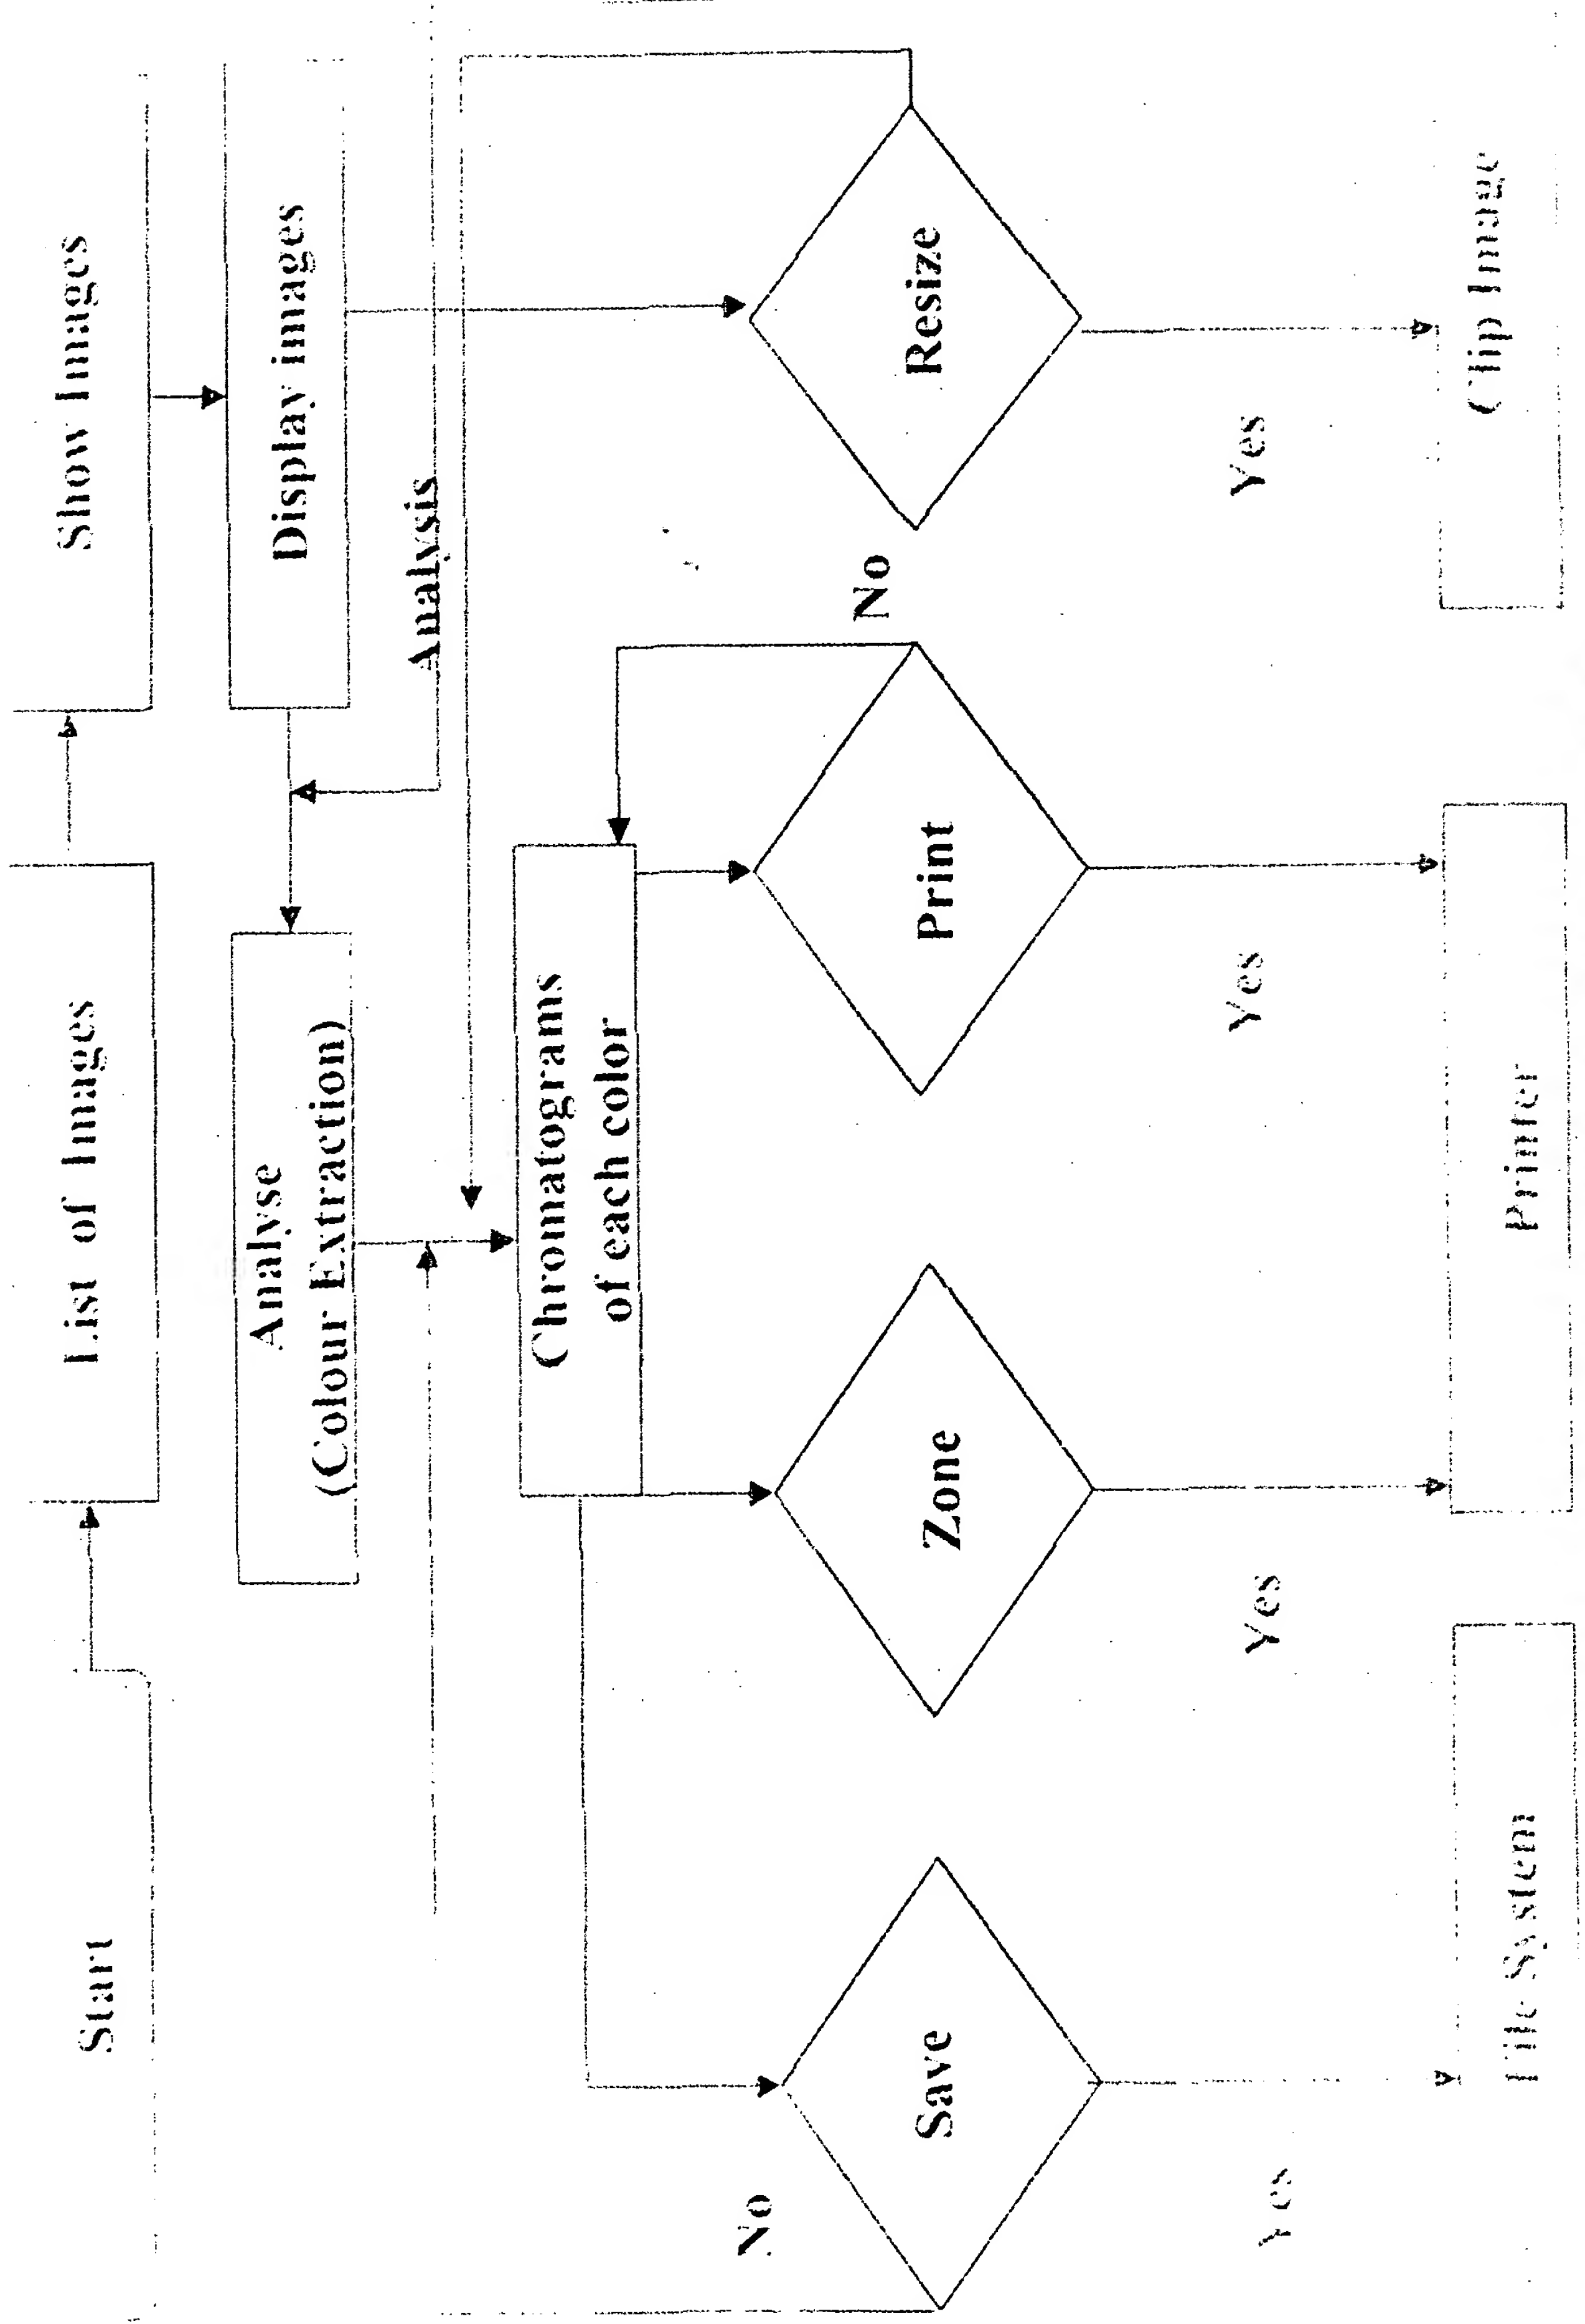 Start
List of Images
Show Images
Display images
Analyse
(Colour Extraction)
Analysis
Chromatograms
of each color
No
Save
Zone
Print
No
Resize
Yes
Yes
Yes
Yes
File System
Printer
Clip Image